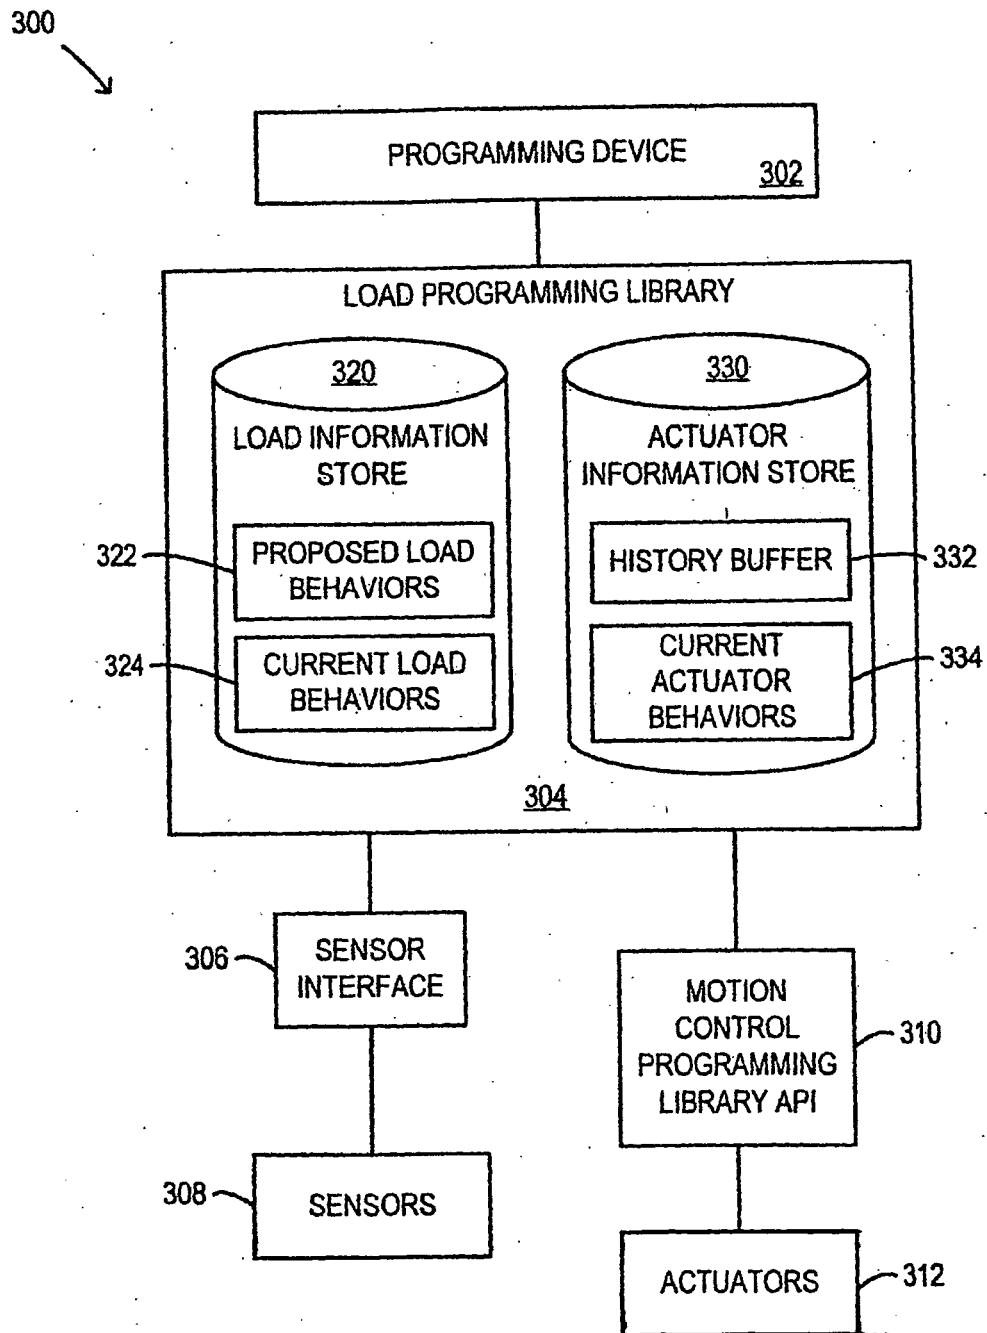 300
PROGRAMMING DEVICE
302
LOAD PROGRAMMING LIBRARY
320
LOAD INFORMATION
STORE
322
PROPOSED LOAD
BEHAVIORS
324
CURRENT LOAD
BEHAVIORS
330
ACTUATOR
INFORMATION STORE
HISTORY BUFFER
332
CURRENT
ACTUATOR
BEHAVIORS
334
304
306
SENSOR
INTERFACE
308
SENSORS
MOTION
CONTROL
PROGRAMMING
LIBRARY API
310
ACTUATORS
312